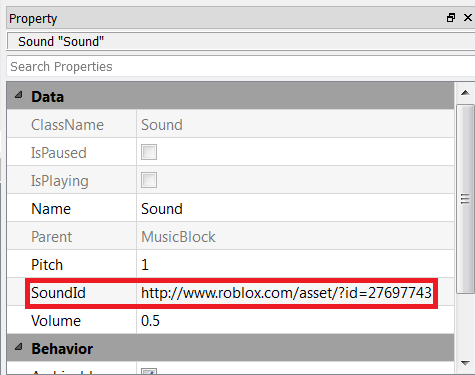 Property
Sound "Sound"
Search Properties
Data
ClassName Sound
IsPaused
IsPlaying
Name Sound
Parent MusicBlock
Pitch 1
SoundId http://www.roblox.com/asset/?id=27697743
Volume 0.5
Behavior